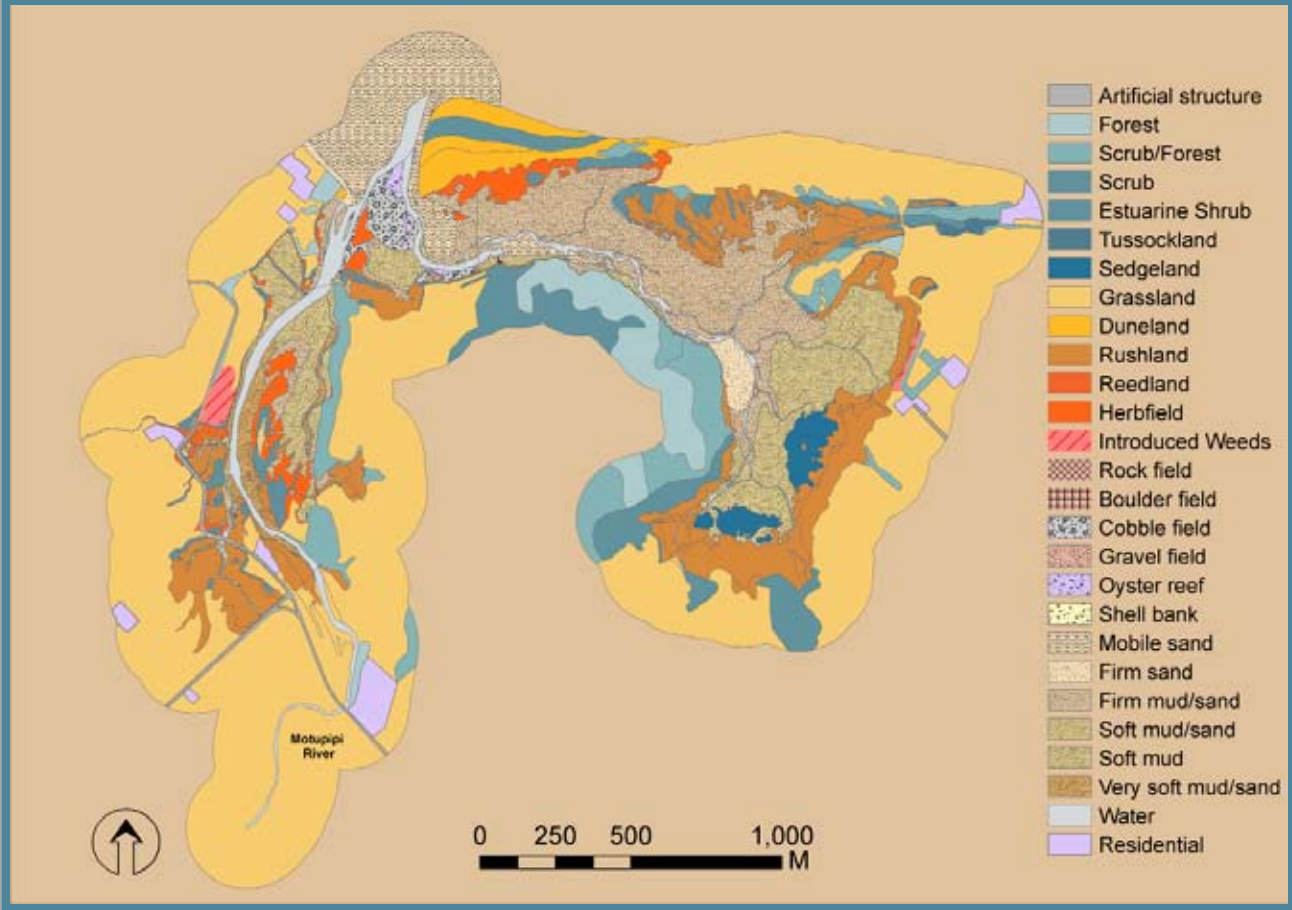 Artificial structure
Forest
Scrub/Forest
Scrub
Estuarine Shrub
Tussockland
Sedgeland
Grassland
Duneland
Rushland
Reedland
Herbfield
Introduced Weeds
Rock field
Boulder field
Cobble field
Gravel field
Oyster reef
Shell bank
Mobile sand
Firm sand
Firm mud/sand
Soft mud/sand
Soft mud
Very soft mud/sand
Water
Residential
Motupipi
River
0 250 500 1,000
M